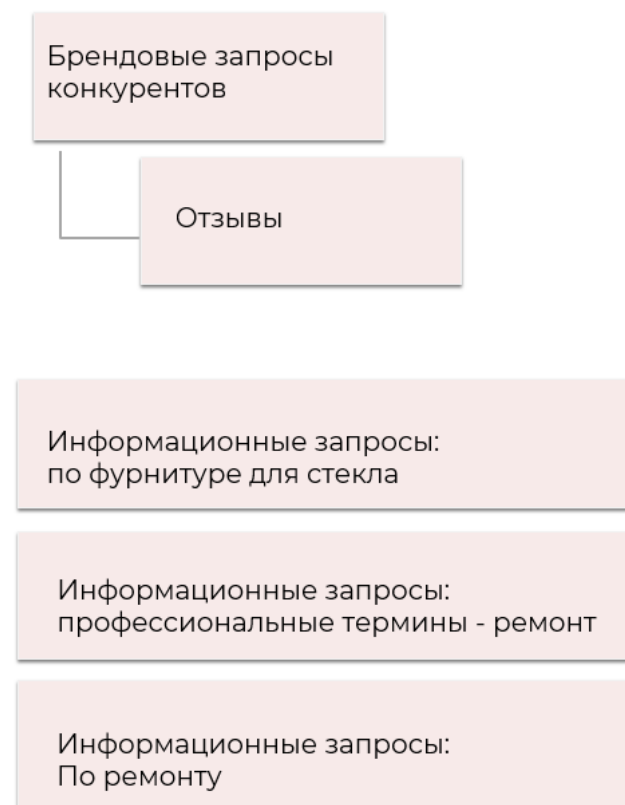 Брендовые запросы
конкурентов
Отзывы
Информационные запросы:
по фурнитуре для стекла
Информационные запросы:
профессиональные термины - ремонт
Информационные запросы:
По ремонту